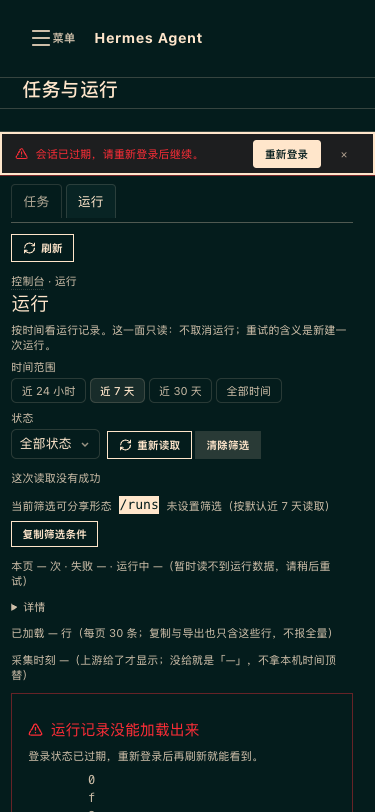 菜单 Hermes Agent
任务与运行
会话已过期，请重新登录后继续。 重新登录 ×
任务 运行
刷新
控制台 · 运行
运行
按时间看运行记录。这一面只读：不取消运行；重试的含义是新建一
次运行。
时间范围
近 24 小时 近 7 天 近 30 天 全部时间
状态
全部状态 重新读取 清除筛选
这次读取没有成功
当前筛选可分享形态 /runs 未设置筛选（按默认近 7 天读取）
复制筛选条件
本页 — 次 · 失败 — · 运行中 —（暂时读不到运行数据，请稍后重
试）
▶ 详情
已加载 — 行（每页 30 条；复制与导出也只含这些行，不报全量）
采集时刻 —（上游给了才显示；没给就是「—」，不拿本机时间顶
替）
运行记录没能加载出来
登录状态已过期，重新登录后再刷新就能看到。
0
f